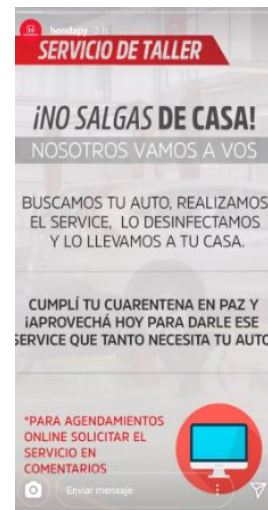 hondapy 2 h
SERVICIO DE TALLER
¡NO SALGAS DE CASA!
NOSOTROS VAMOS A VOS
BUSCAMOS TU AUTO, REALIZAMOS
EL SERVICE, LO DESINFECTAMOS
Y LO LLEVAMOS A TU CASA.
CUMPLÍ TU CUARENTENA EN PAZ Y
¡APROVECHÁ HOY PARA DARLE ESE
SERVICE QUE TANTO NECESITA TU AUTO
*PARA AGENDAMIENTOS
ONLINE SOLICITAR EL
SERVICIO EN
COMENTARIOS
Enviar mensaje